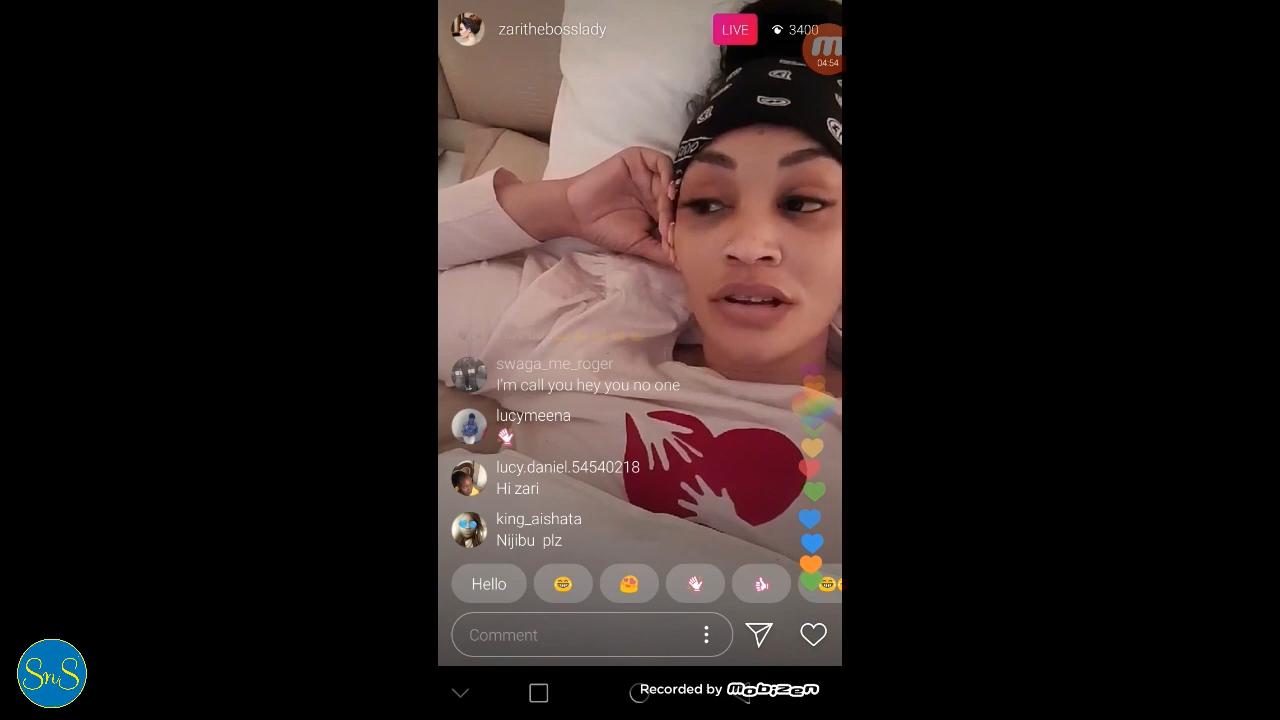 zarithebosslady
LIVE
3400
04:54
swaga_me_roger
I'm call you hey you no one
lucymeena
lucy.daniel.54540218
Hi zari
king_aishata
Nijibu plz
Hello
Comment
Recorded by mobizen
SnS